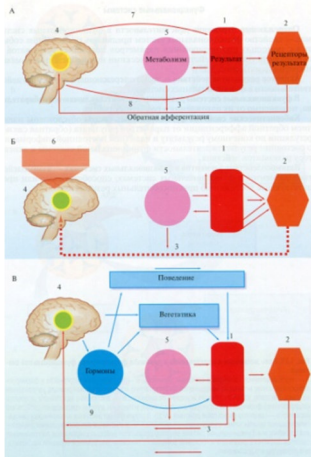 А
7
1
2
4
5
Метаболизм
Результат
Рецепторы
результата
8
3
Обратная афферентация
Б
6
1
4
5
2
3
В
Поведение
4
Вегетатика
1
2
5
Гормоны
9
3